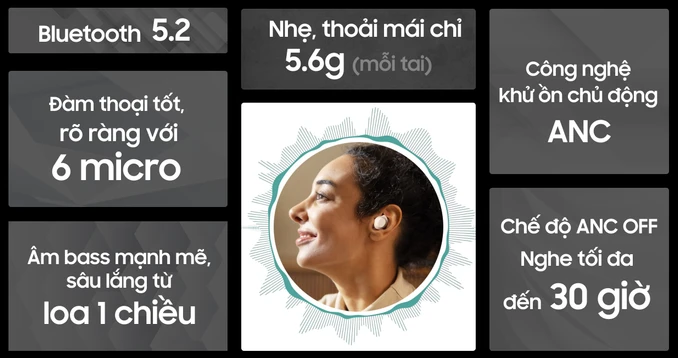 Bluetooth 5.2
Đàm thoại tốt,
rõ ràng với
6 micro
Âm bass mạnh mẽ,
sâu lắng từ
loa 1 chiều
Nhẹ, thoải mái chỉ
5.6g (mỗi tai)
Công nghệ
khử ồn chủ động
ANC
Chế độ ANC OFF
Nghe tối đa
đến 30 giờ